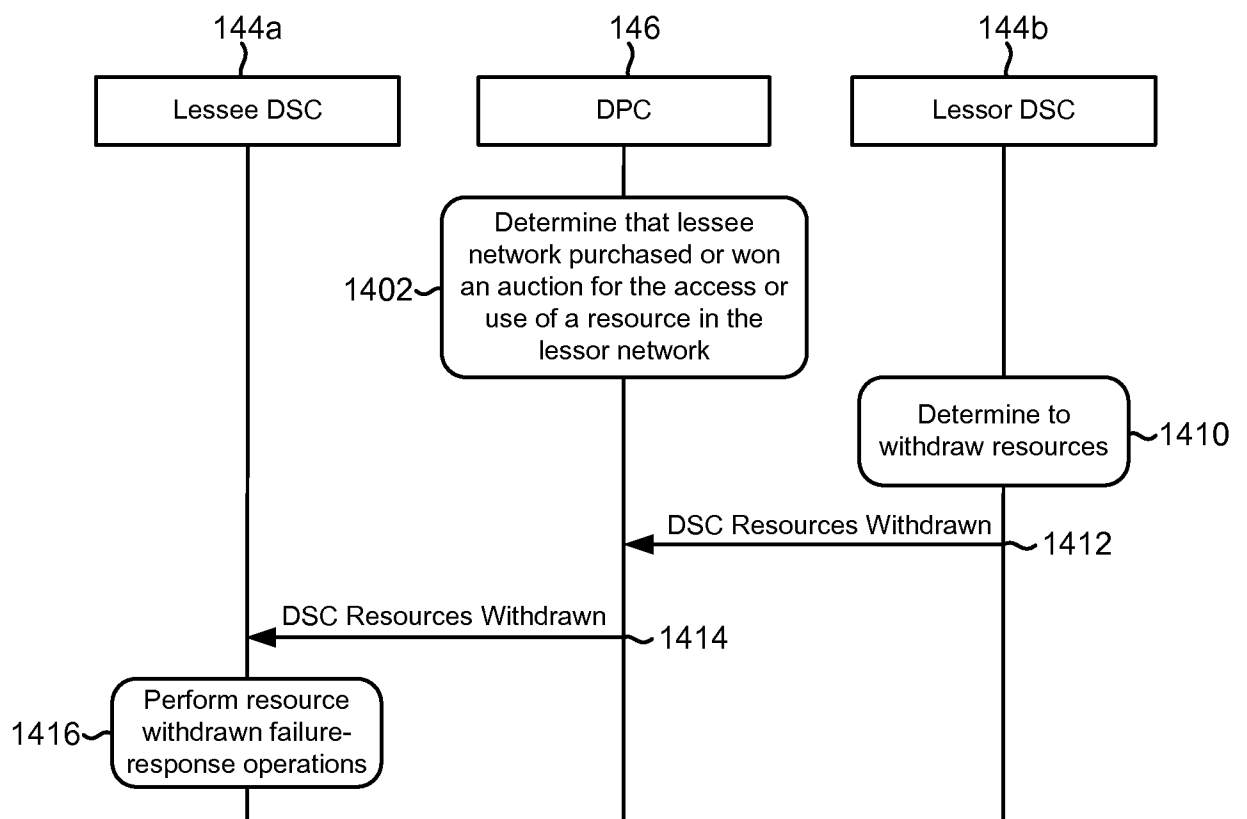 144a
146
144b
Lessee DSC
DPC
Lessor DSC
Determine that lessee
network purchased or won
an auction for the access or
use of a resource in the
lessor network
1402
Determine to
withdraw resources
1410
DSC Resources Withdrawn
1412
DSC Resources Withdrawn
1414
Perform resource
withdrawn failure-
response operations
1416